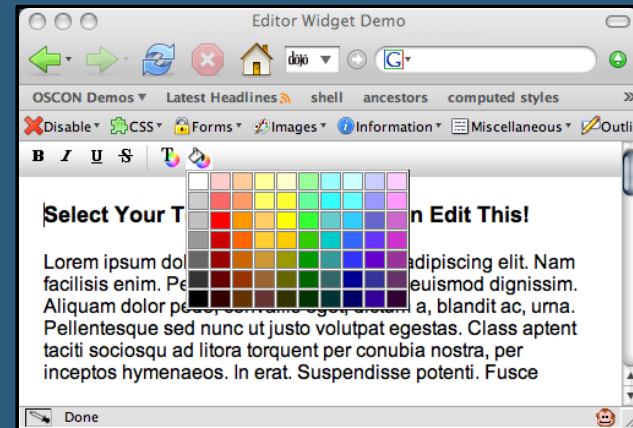 Editor Widget Demo
dōjō G
OSCON Demos Latest Headlines shell ancestors computed styles »
Disable CSS Forms Images Information Miscellaneous Outli
B I U S T
Select Your T n Edit This!
Lorem ipsum dol adipiscing elit. Nam
facilisis enim. Pe euismod dignissim.
Aliquam dolor a, blandit ac, urna.
Pellentesque sed nunc ut justo volutpat egestas. Class aptent
taciti sociosqu ad litora torquent per conubia nostra, per
inceptos hymenaeos. In erat. Suspendisse potenti. Fusce
Done